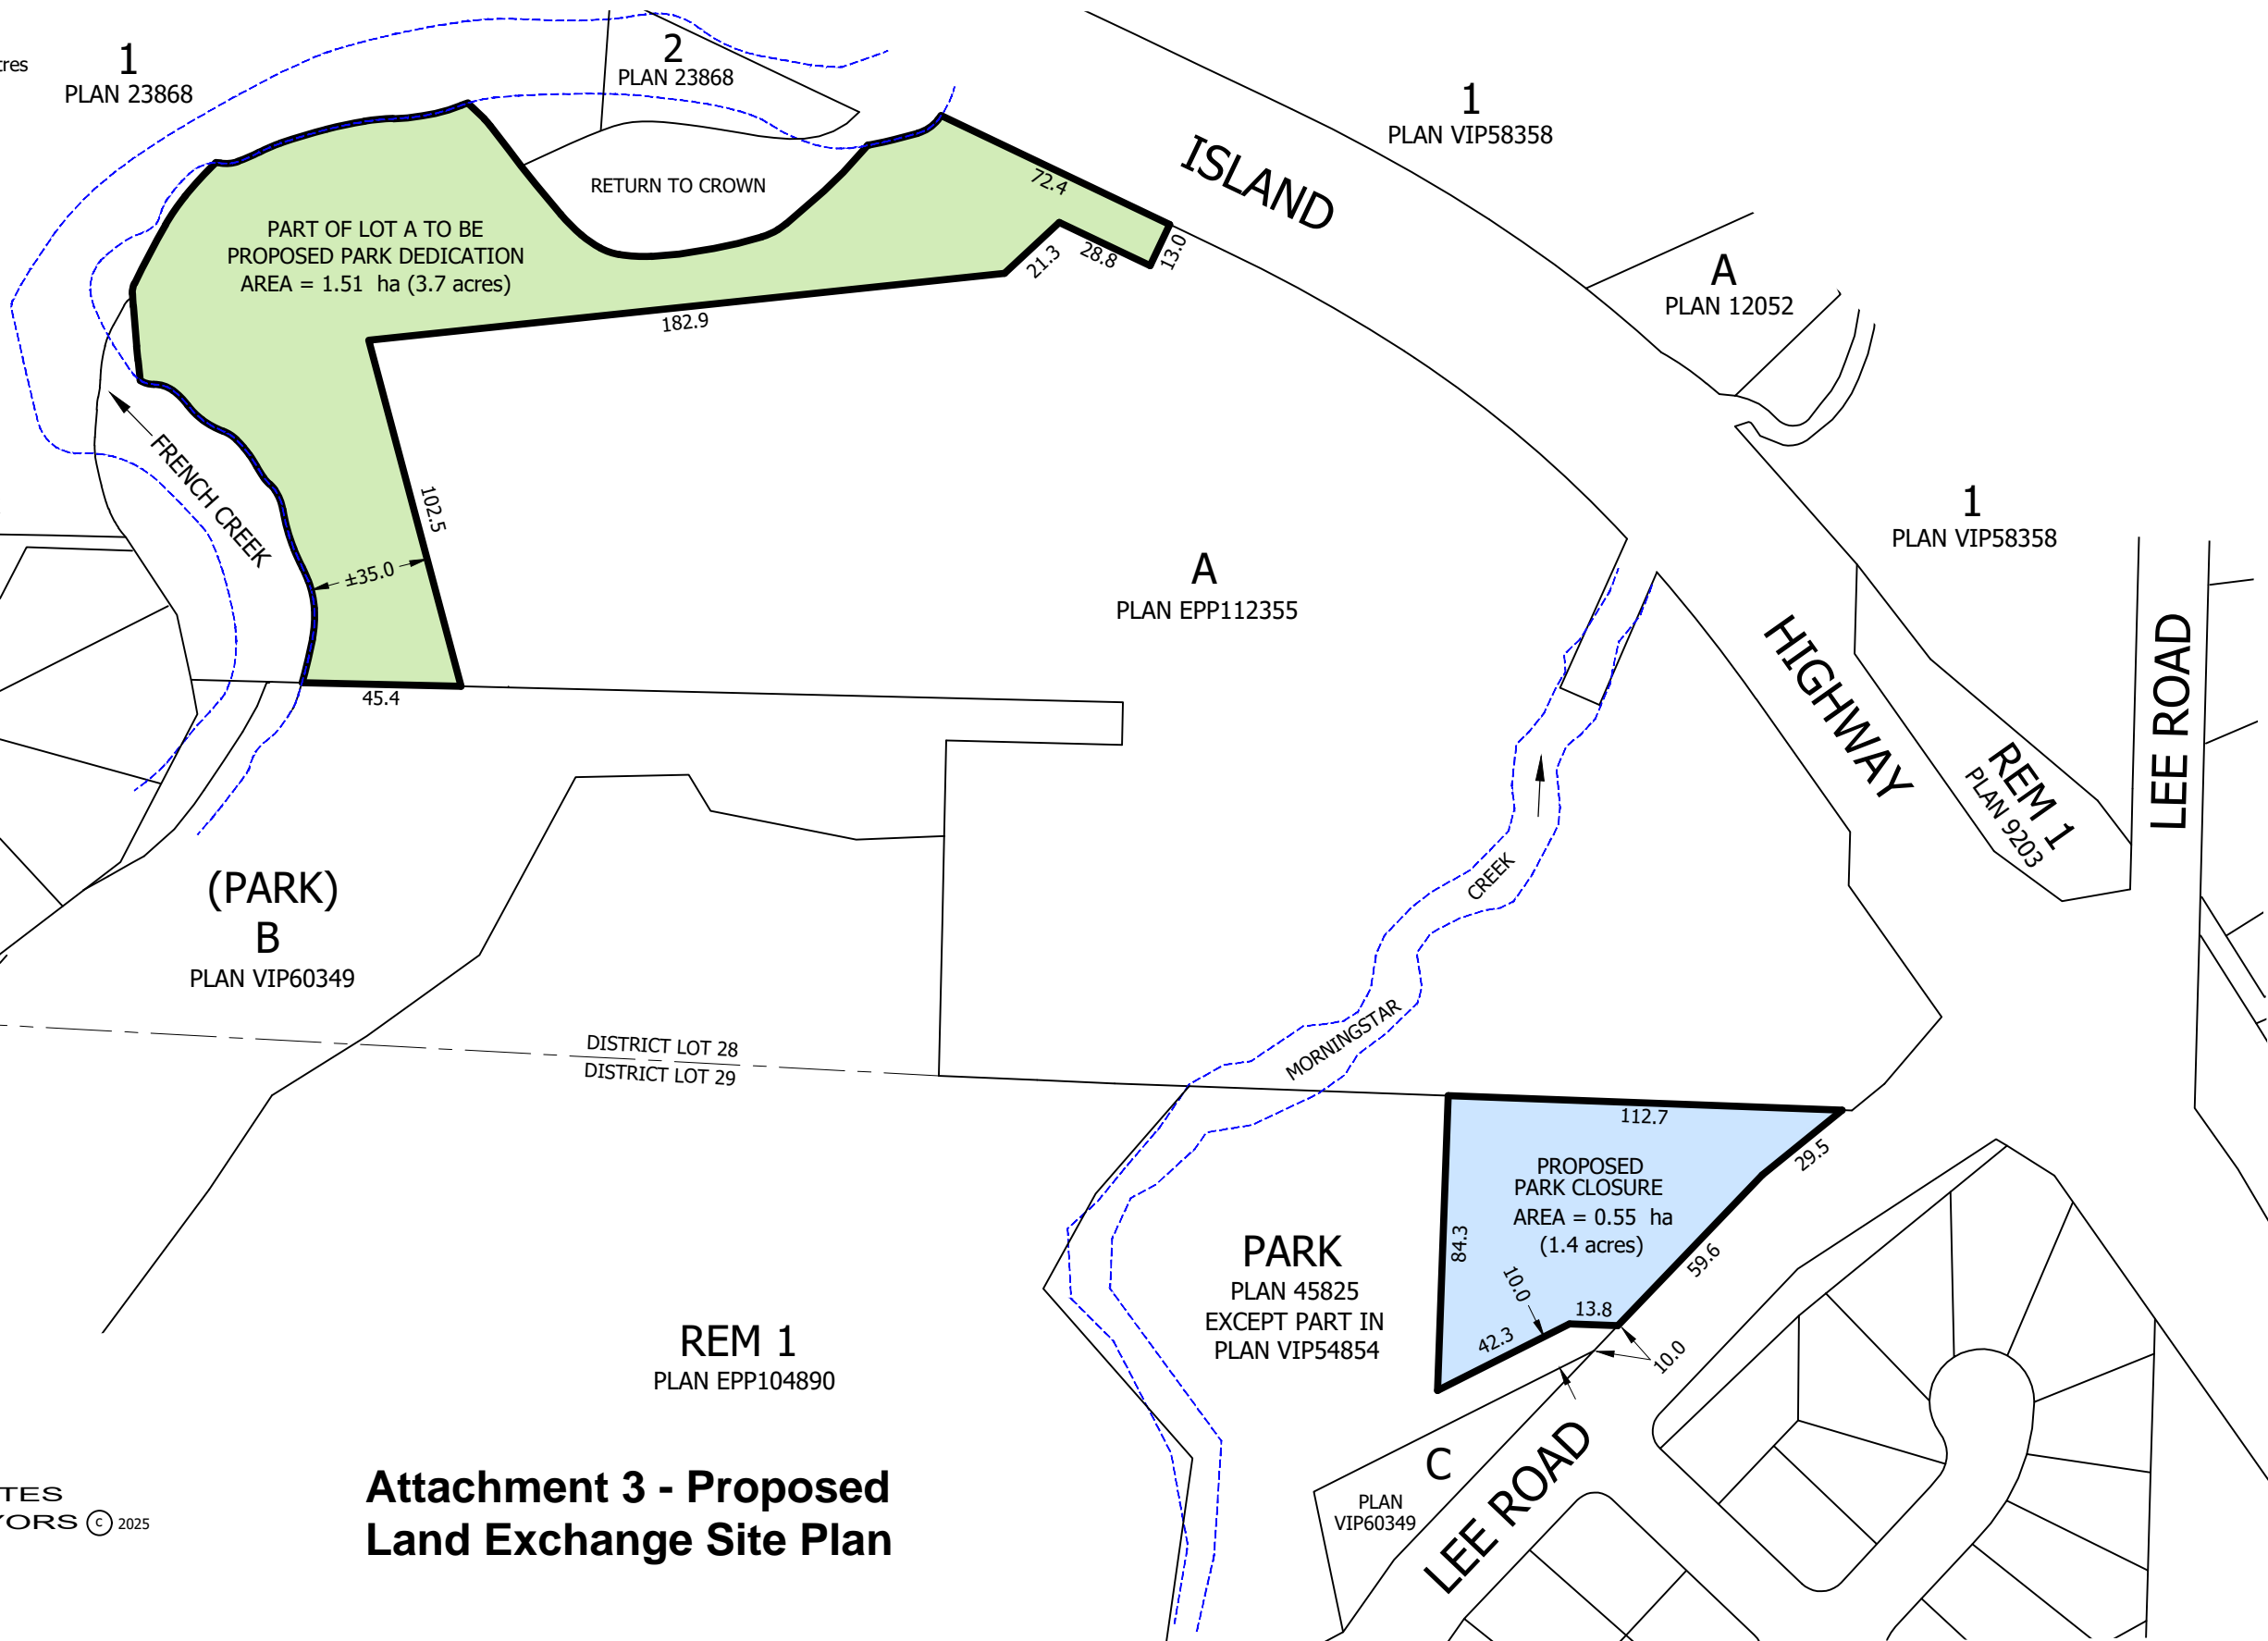 1
PLAN 23868
2
PLAN 23868
1
PLAN VIP58358
ISLAND
RETURN TO CROWN
PART OF LOT A TO BE
PROPOSED PARK DEDICATION
AREA = 1.51 ha (3.7 acres)
72.4
13.0
28.8
21.3
182.9
A
PLAN 12052
FRENCH CREEK
102.5
±35.0
45.4
A
PLAN EPP112355
1
PLAN VIP58358
HIGHWAY
LEE ROAD
REM 1
PLAN 9203
CREEK
MORNINGSTAR
(PARK)
B
PLAN VIP60349
DISTRICT LOT 28
DISTRICT LOT 29
112.7
29.5
PROPOSED
PARK CLOSURE
AREA = 0.55 ha
(1.4 acres)
84.3
59.6
10.0
13.8
42.3
10.0
PARK
PLAN 45825
EXCEPT PART IN
PLAN VIP54854
REM 1
PLAN EPP104890
C
PLAN
VIP60349
LEE ROAD
Attachment 3 - Proposed
Land Exchange Site Plan
© 2025